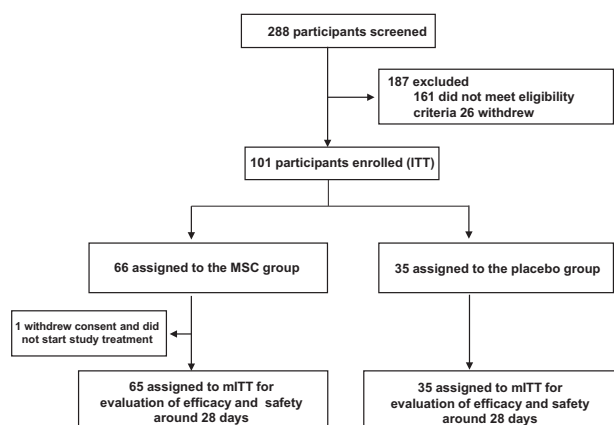 288 participants screened
187 excluded
161 did not meet eligibility
criteria 26 withdrew
101 participants enrolled (ITT)
66 assigned to the MSC group
35 assigned to the placebo group
1 withdrew consent and did
not start study treatment
65 assigned to mITT for
evaluation of efficacy and safety
around 28 days
35 assigned to mITT for
evaluation of efficacy and safety
around 28 days